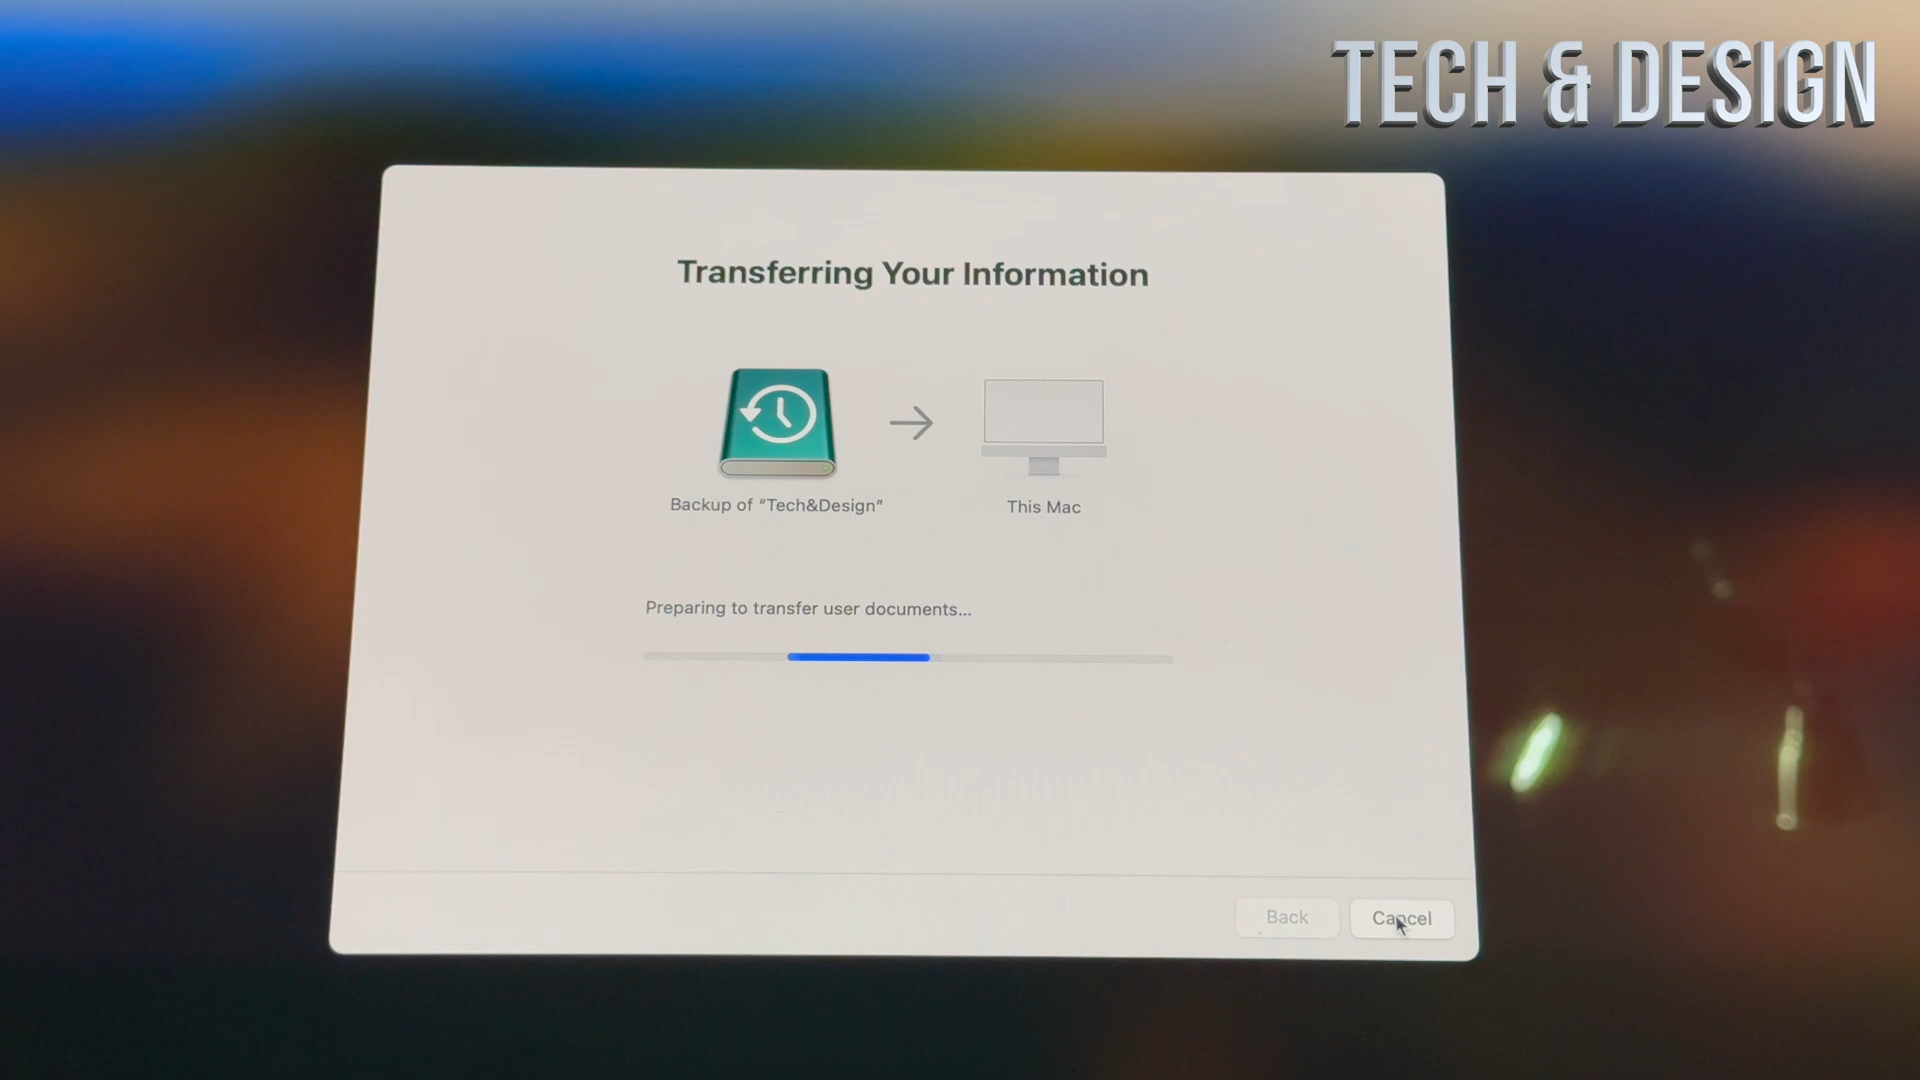 TECH & DESIGN
Transferring Your Information
Backup of “Tech&Design”
This Mac
Preparing to transfer user documents...
Back
Cancel